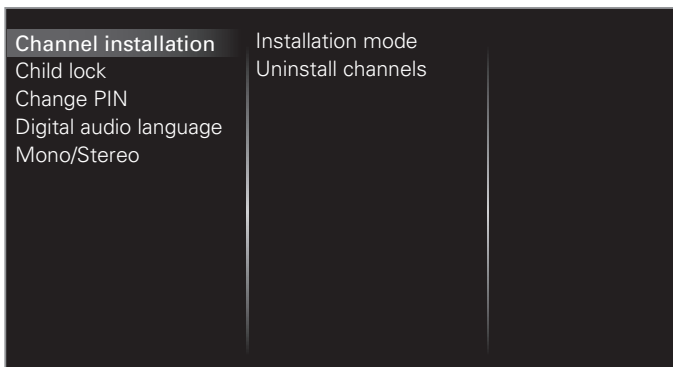 Channel installation
Child lock
Change PIN
Digital audio language
Mono/Stereo
Installation mode
Uninstall channels